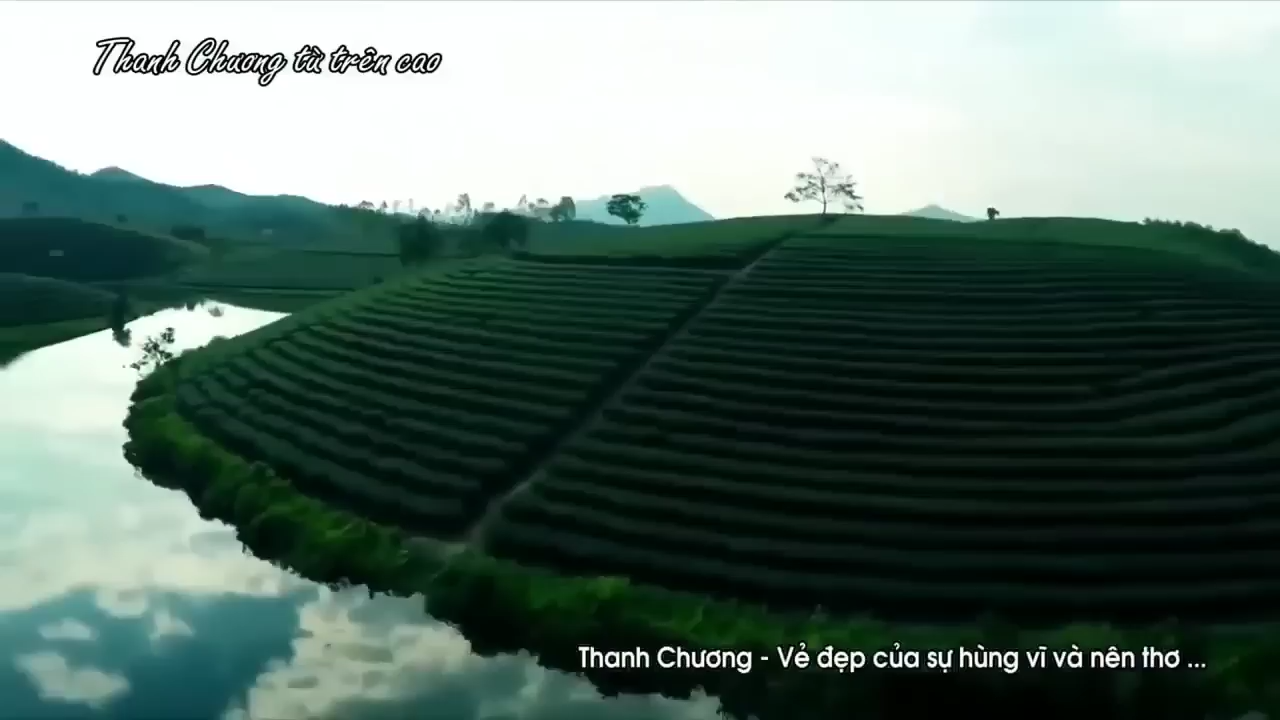 Thanh Chương từ trên cao
Thanh Chương - Vẻ đẹp của sự hùng vĩ và nên thơ ...